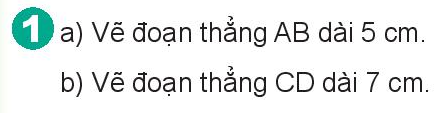 1 a) Vẽ đoạn thẳng AB dài 5 cm.
b) Vẽ đoạn thẳng CD dài 7 cm.